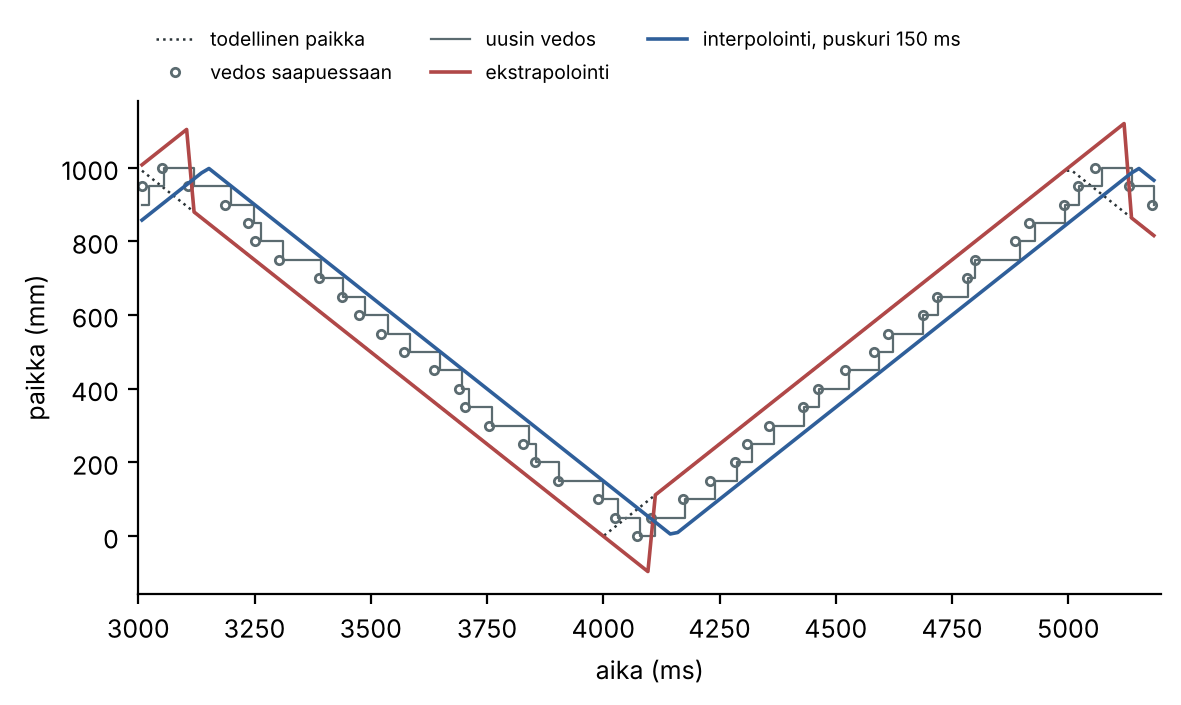 todellinen paikka
uusin vedos
interpolointi, puskuri 150 ms
vedos saapuessaan
ekstrapolointi
1000
800
600
400
200
0
paikka (mm)
3000 3250 3500 3750 4000 4250 4500 4750 5000
aika (ms)